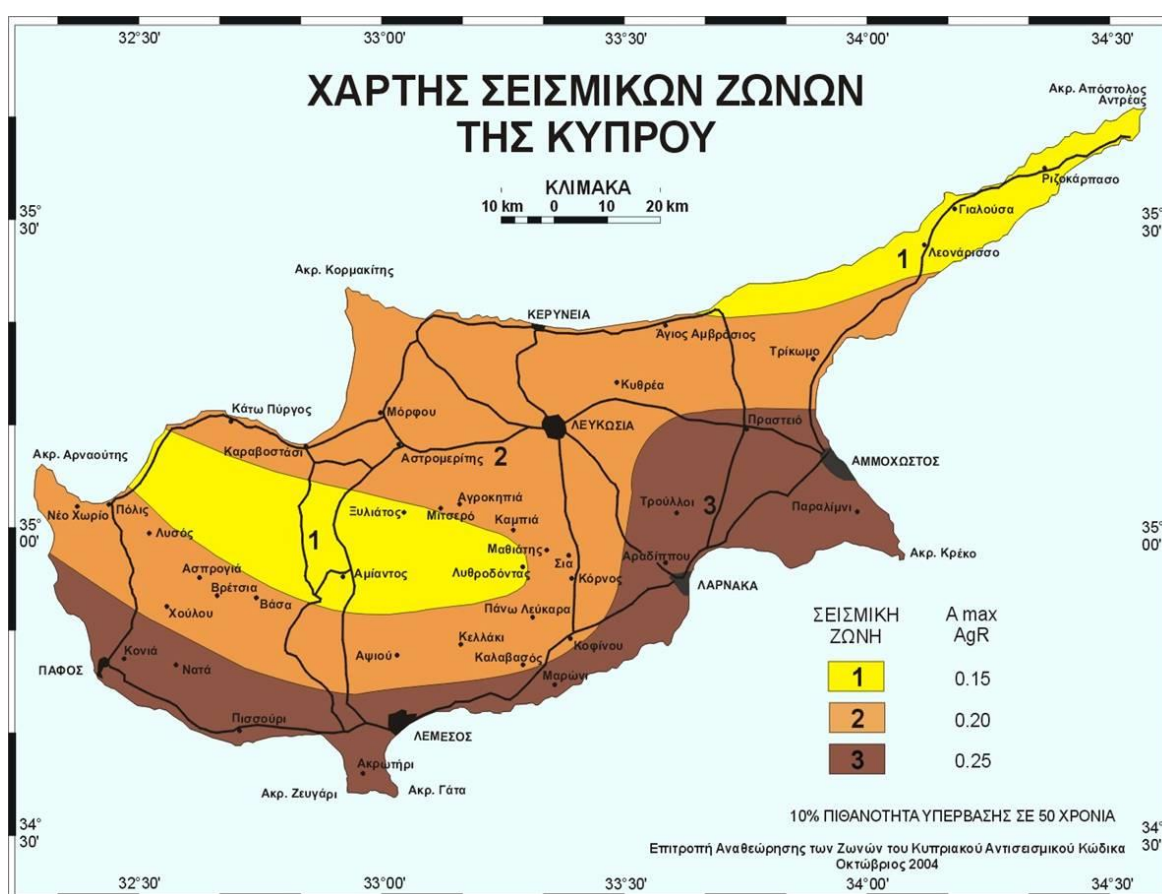 32°30'
33°00'
33°30'
34°00'
34°30'
ΧΑΡΤΗΣ ΣΕΙΣΜΙΚΩΝ ΖΩΝΩΝ
ΤΗΣ ΚΥΠΡΟΥ
Ακρ. Απόστολος
Αντρέας
ΚΛΙΜΑΚΑ
10 km 0 10 20 km
35°
30'
35°
30'
Ριζοκάρπασο
Γιαλούσα
Λεονάρισσο
1
Ακρ. Κορμακίτης
ΚΕΡΥΝΕΙΑ
Άγιος Αμβρόσιος
Τρίκωμο
Κυθρέα
Κάτω Πύργος
Μόρφου
ΛΕΥΚΩΣΙΑ
Πραστειό
Καραβοστάσι
Αστρομερίτης
2
Ακρ. Αρναούτης
ΑΜΜΟΧΩΣΤΟΣ
Νέο Χωρίο
Πόλις
Ξυλιάτος
Μιτσερό
Αγροκηπιά
Τρούλλοι
3
Παραλίμνι
35°
00'
35°
00'
Λυσός
1
Καμπιά
Μαθιάτης
Σια
Αραδίππου
Ακρ. Κρέκο
Ασπρογιά
Αμίαντος
Λυθροδόντας
Κόρνος
ΛΑΡΝΑΚΑ
Βρέτσια
Βάσα
Χούλου
Πάνω Λεύκαρα
Κελλάκι
Κοφίνου
Κονιά
Αψιού
Καλαβασός
ΠΑΦΟΣ
Νατά
Μαρώνι
Πισσούρι
ΛΕΜΕΣΟΣ
Ακρωτήρι
Ακρ. Ζευγάρι
Ακρ. Γάτα
ΣΕΙΣΜΙΚΗ
ΖΩΝΗ
A max
AgR
1 0.15
2 0.20
3 0.25
10% ΠΙΘΑΝΟΤΗΤΑ ΥΠΕΡΒΑΣΗΣ ΣΕ 50 ΧΡΟΝΙΑ
34°
30'
34°
30'
Επιτροπή Αναθεώρησης των Ζωνών του Κυπριακού Αντισεισμικού Κώδικα
Οκτώβριος 2004
32°30'
33°00'
33°30'
34°00'
34°30'